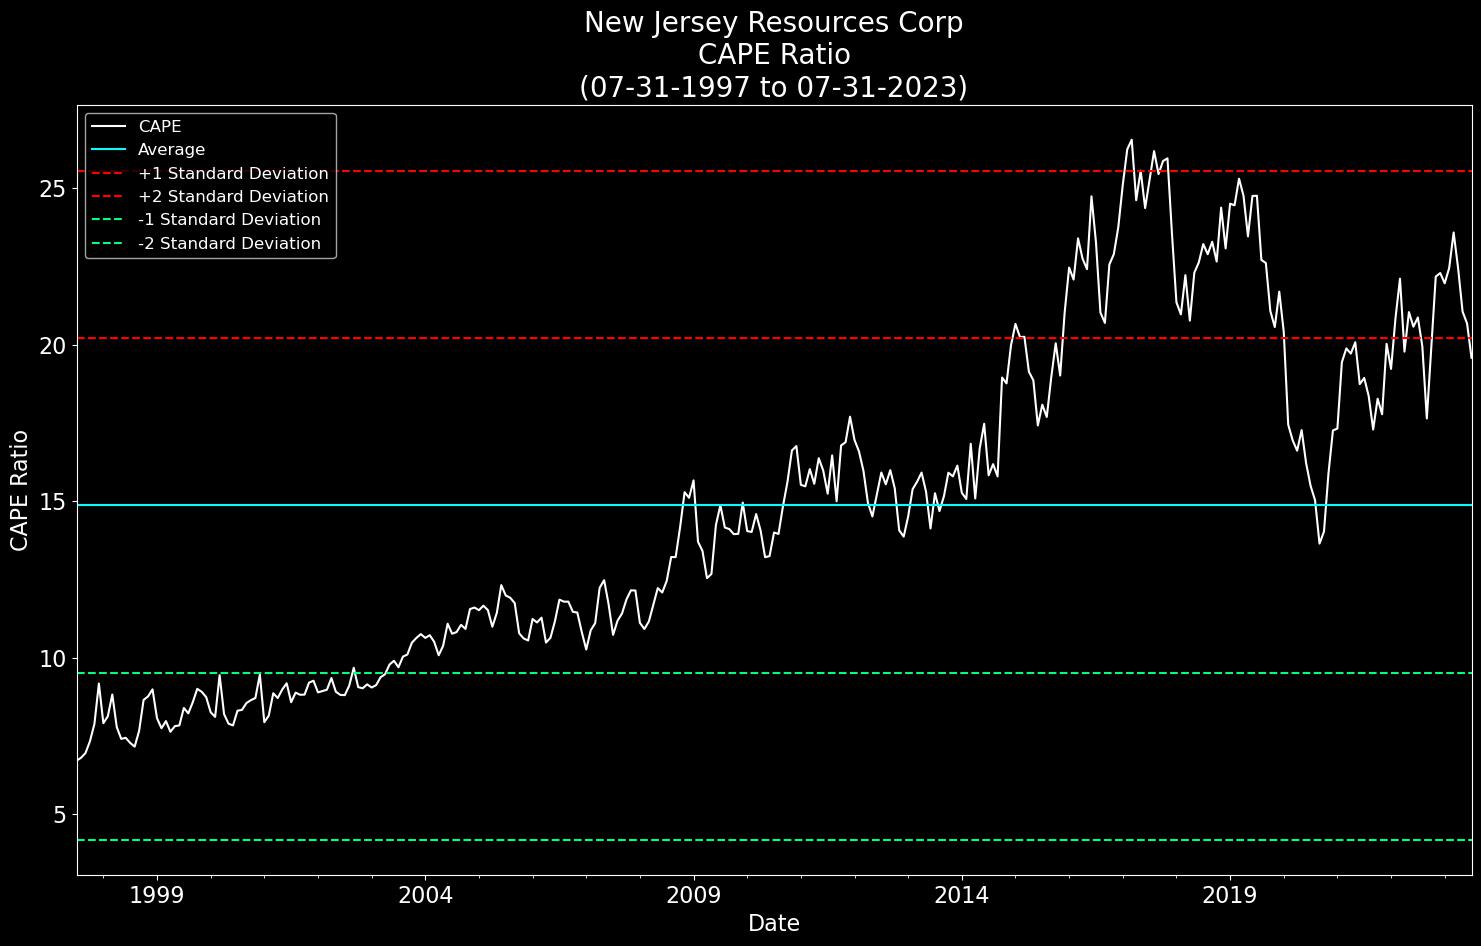 New Jersey Resources Corp
CAPE Ratio
(07-31-1997 to 07-31-2023)
CAPE
Average
+1 Standard Deviation
+2 Standard Deviation
-1 Standard Deviation
-2 Standard Deviation
CAPE Ratio
25
20
15
10
5
1999 2004 2009 2014 2019
Date